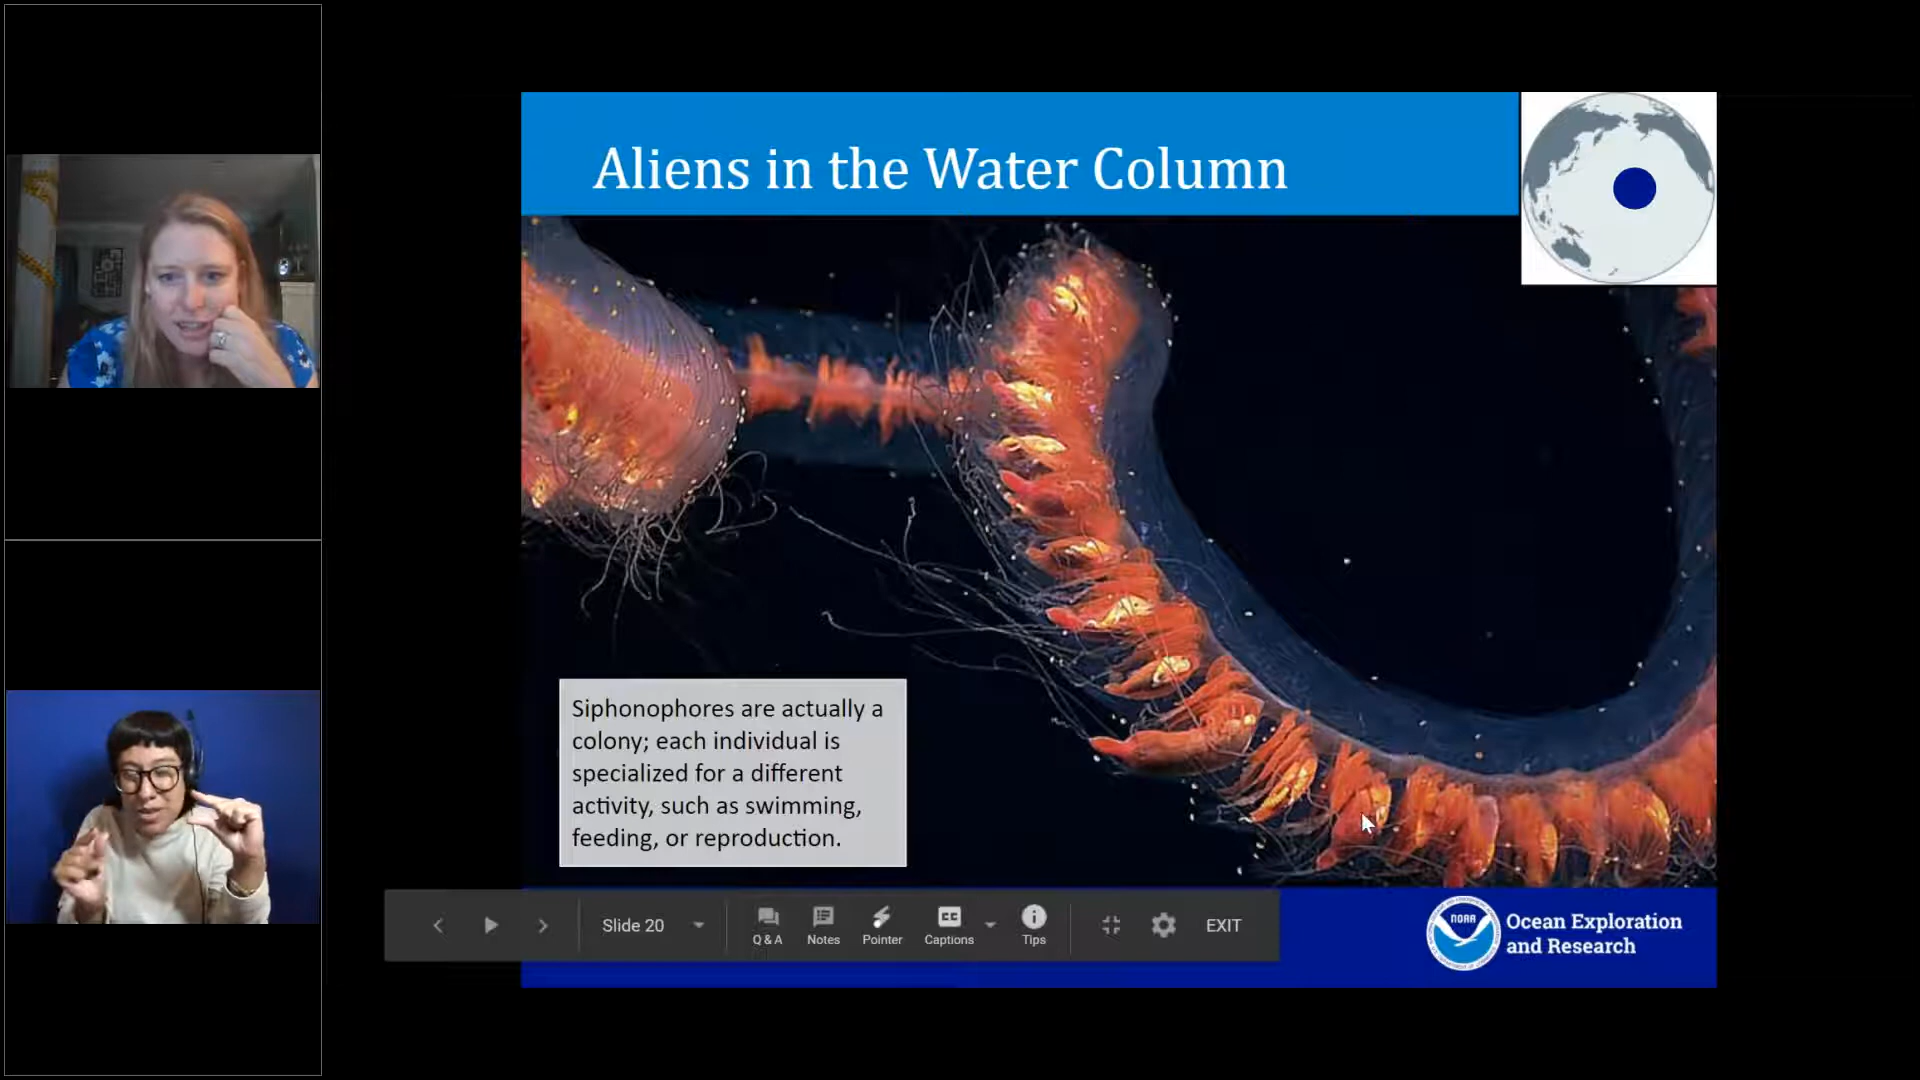 Aliens in the Water Column
Siphonophores are actually a
colony; each individual is
specialized for a different
activity, such as swimming,
feeding, or reproduction.
Slide 20
Q & A
Notes
Pointer
CC
Captions
Tips
EXIT
NOAA
Ocean Exploration
and Research